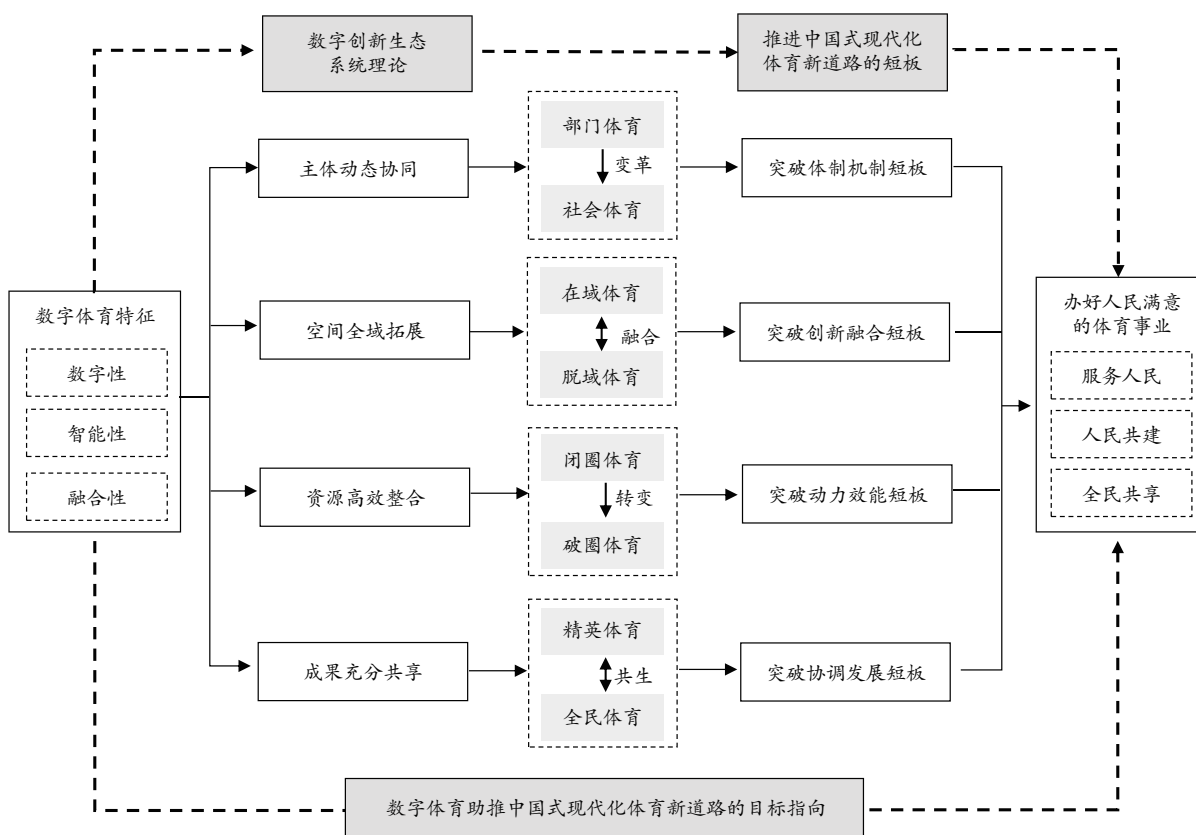 数字创新生态
系统理论
推进中国式现代化
体育新道路的短板
数字体育特征
数字性
智能性
融合性
主体动态协同
部门体育
变革
社会体育
突破体制机制短板
空间全域拓展
在域体育
融合
脱域体育
突破创新融合短板
资源高效整合
闭圈体育
转变
破圈体育
突破动力效能短板
成果充分共享
精英体育
共生
全民体育
突破协调发展短板
办好人民满意
的体育事业
服务人民
人民共建
全民共享
数字体育助推中国式现代化体育新道路的目标指向